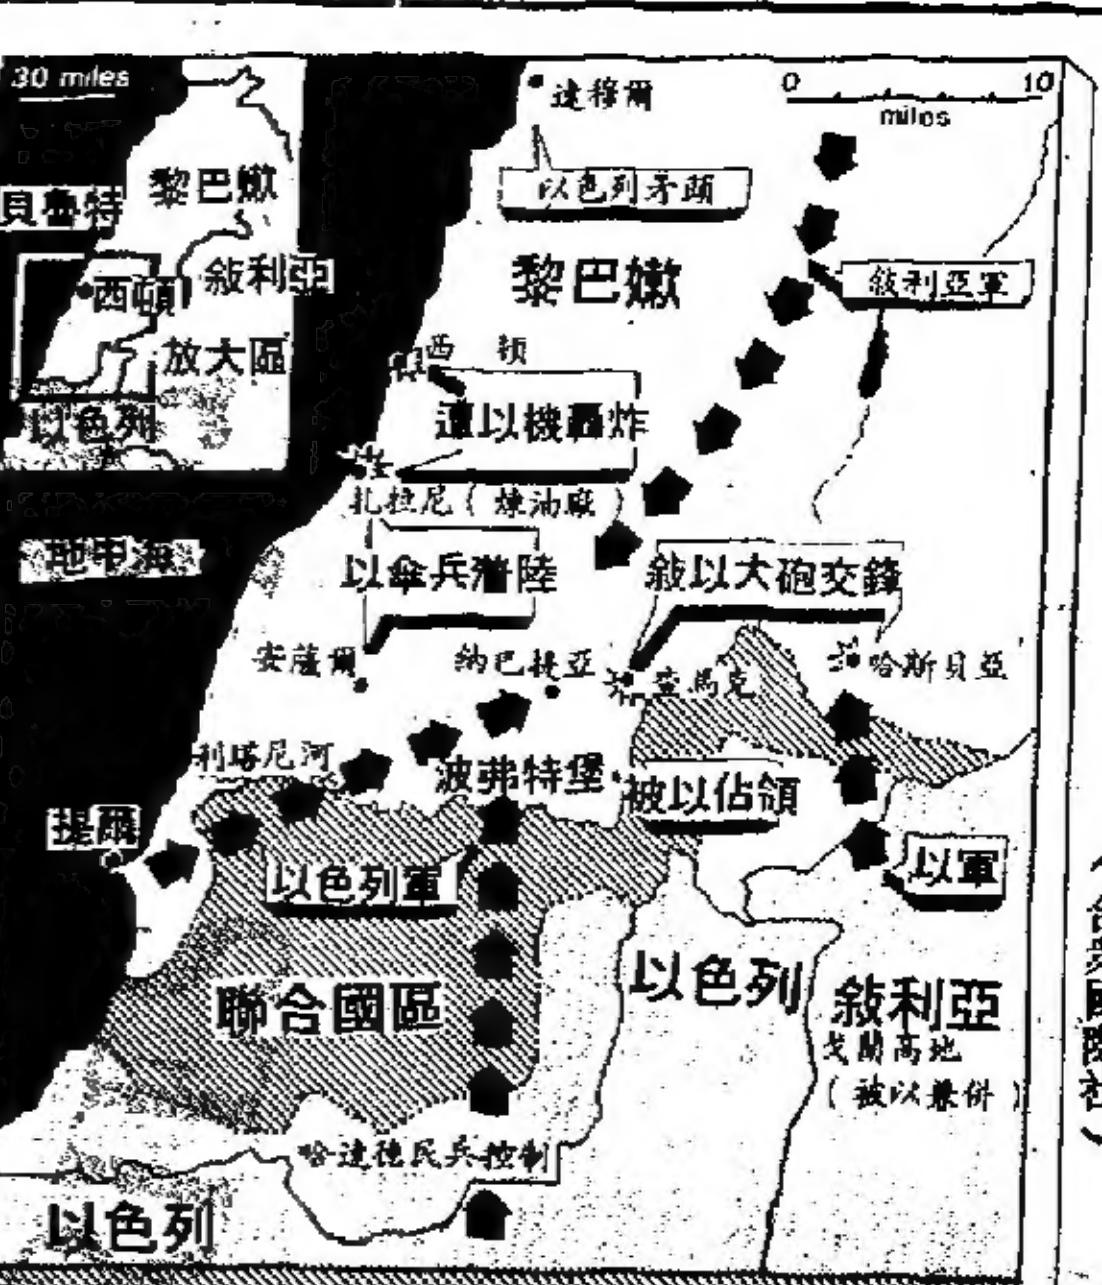 30 miles
黎巴嫩
貝魯特
西頓
敘利亞
放大區
以色列
達穆爾
0 10
miles
以色列矛頭
黎巴嫩
敘利亞軍
西頓
遭以機轟炸
扎拉尼(煉油廠)
地中海
以傘兵潛陸
敘以大砲交鋒
安薩爾
納巴提亞
查馬克
哈斯貝亞
利塔尼河
波弗特堡
被以佔領
提爾
以色列軍
以軍
聯合國區
以色列
敘利亞
戈蘭高地
(被以兼併)
哈達德民兵控制
以色列